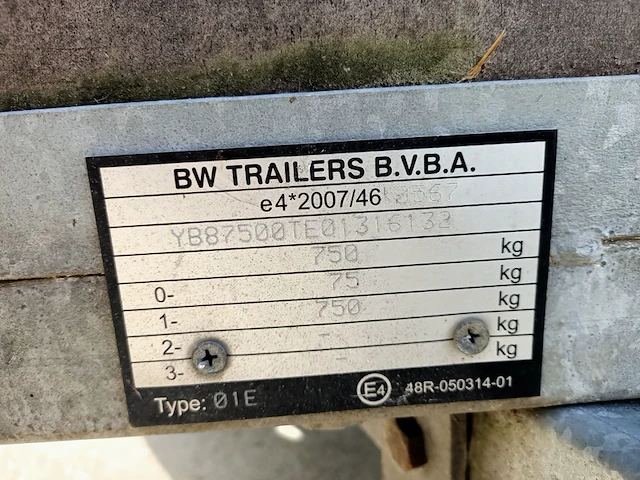 BW TRAILERS B.V.B.A.
e4*2007/46
YB87500TE01316132
750 kg
0- 75 kg
1- 750 kg
2- - kg
3- - kg
Type: 01E E4 48R-050314-01